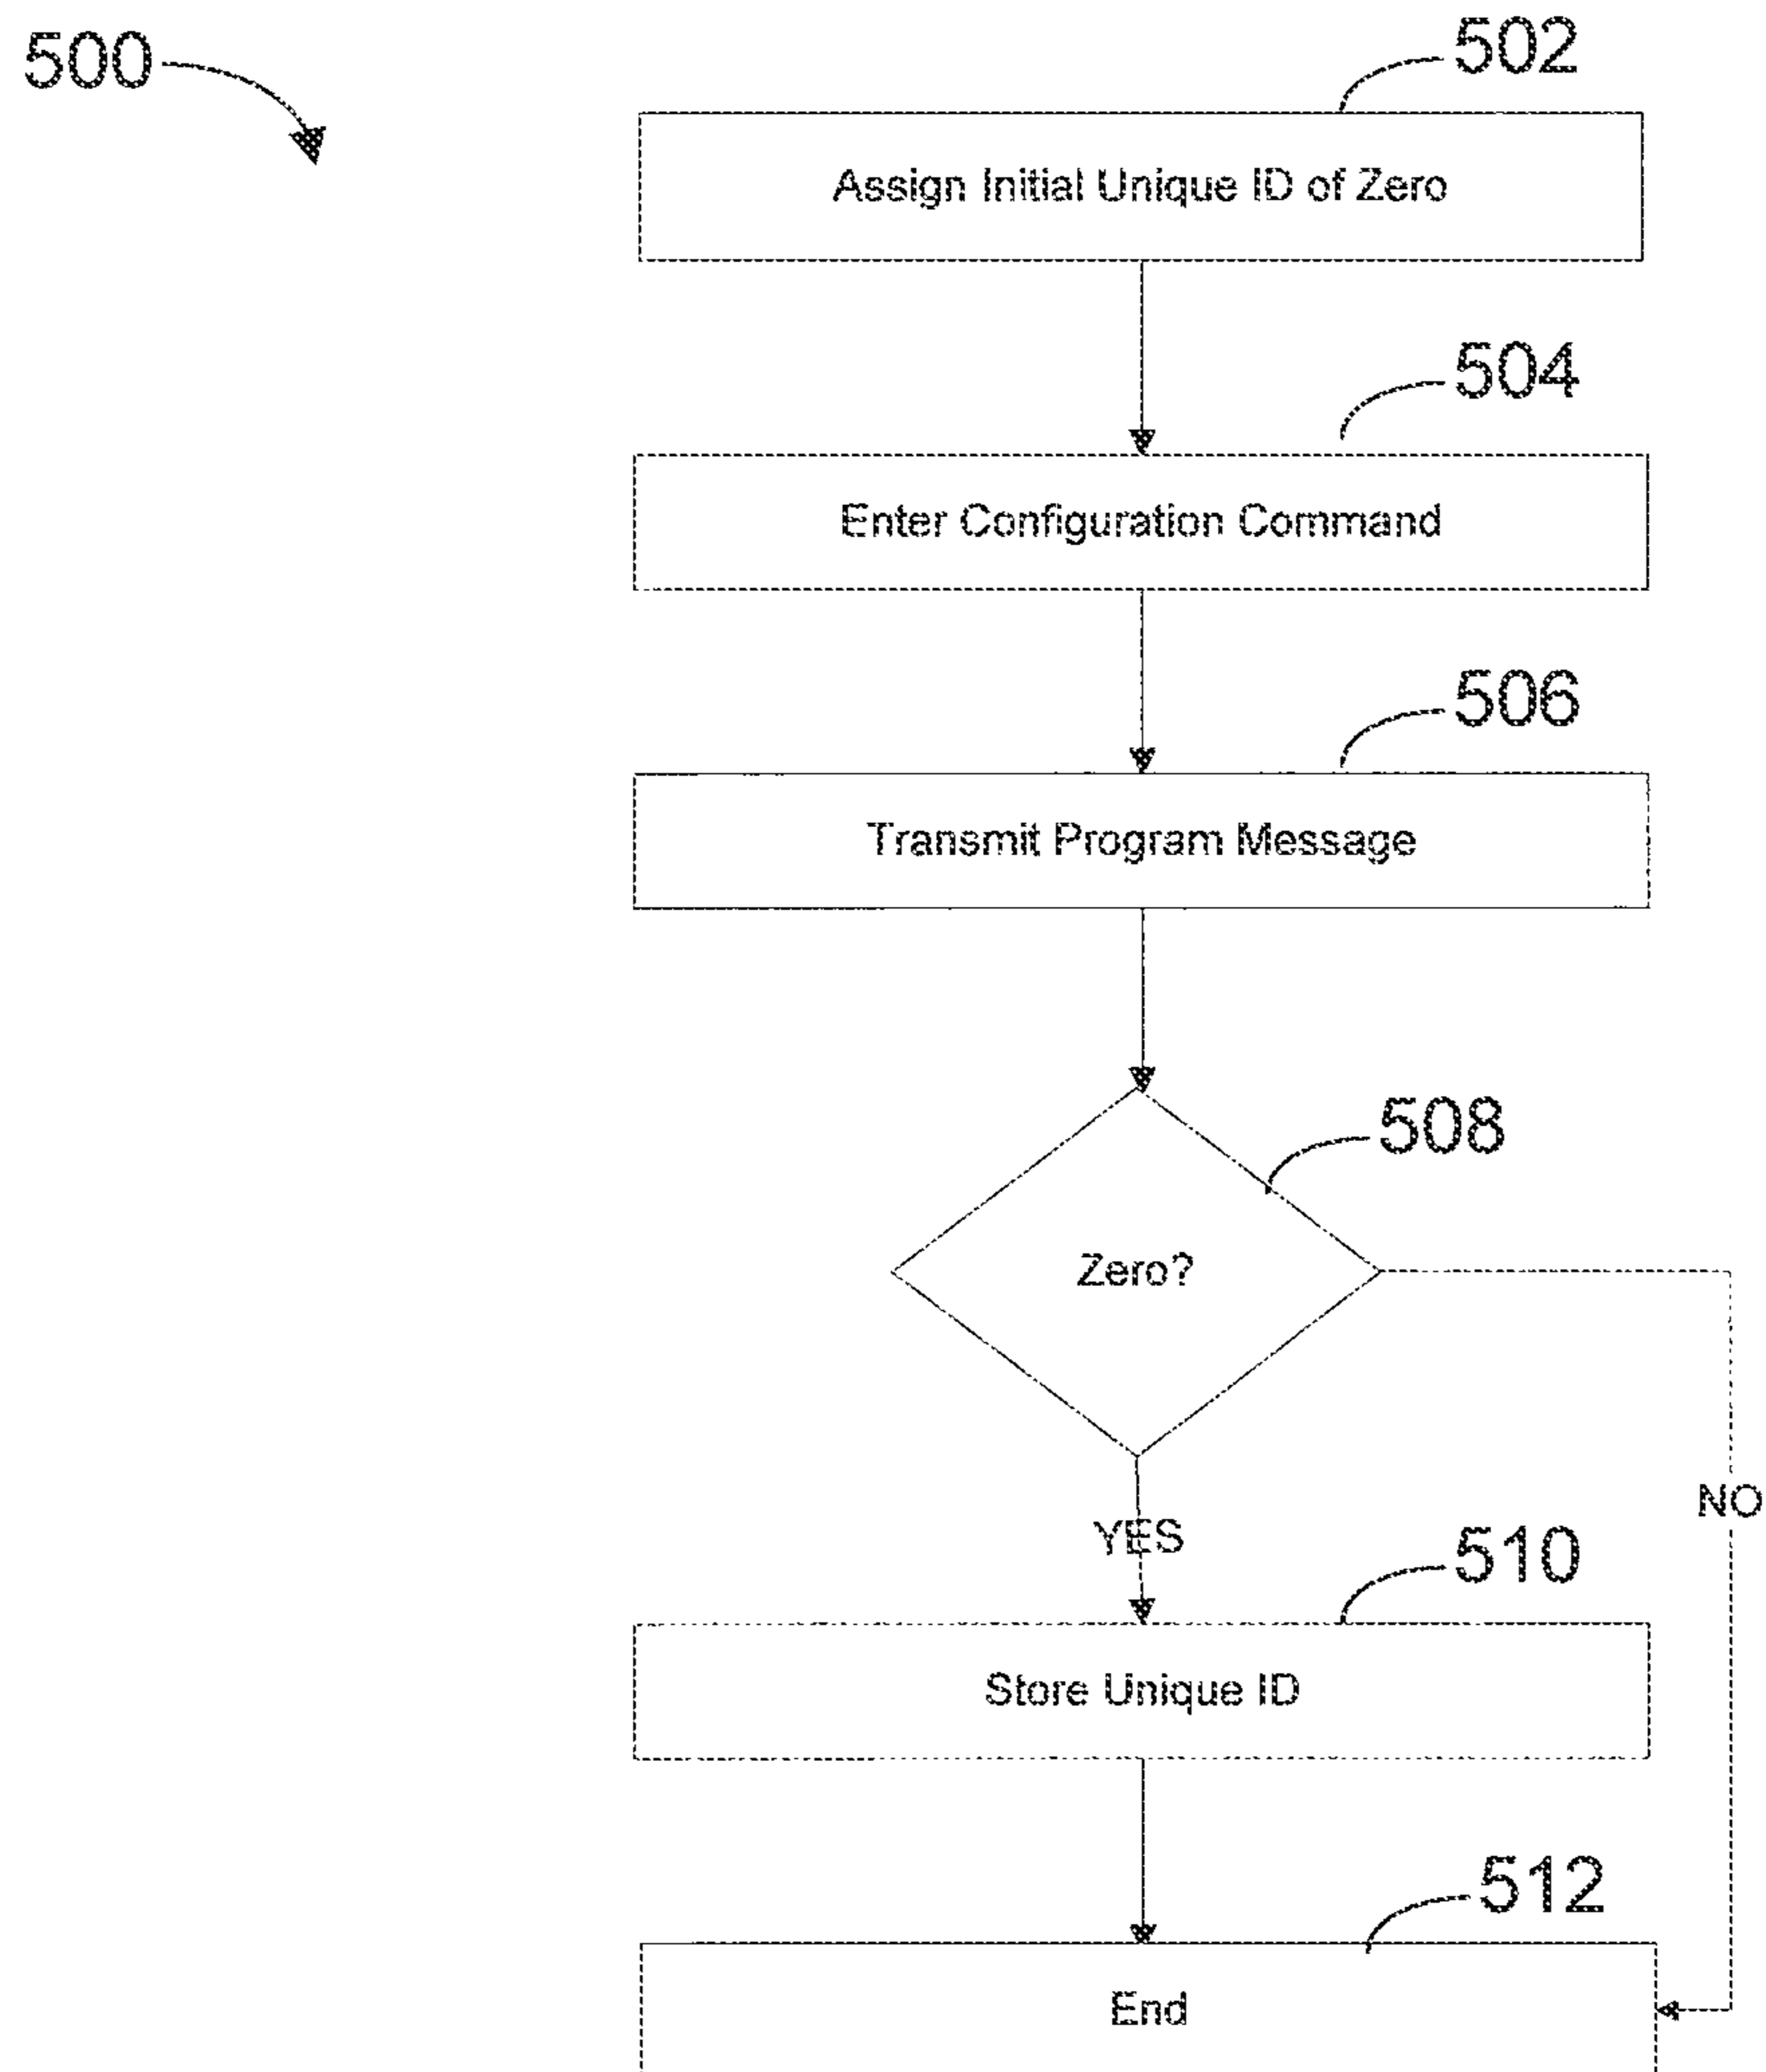 500
502
Assign Initial Unique ID of Zero
504
Enter Configuration Command
506
Transmit Program Message
508
Zero?
NO
YES
510
Store Unique ID
512
End